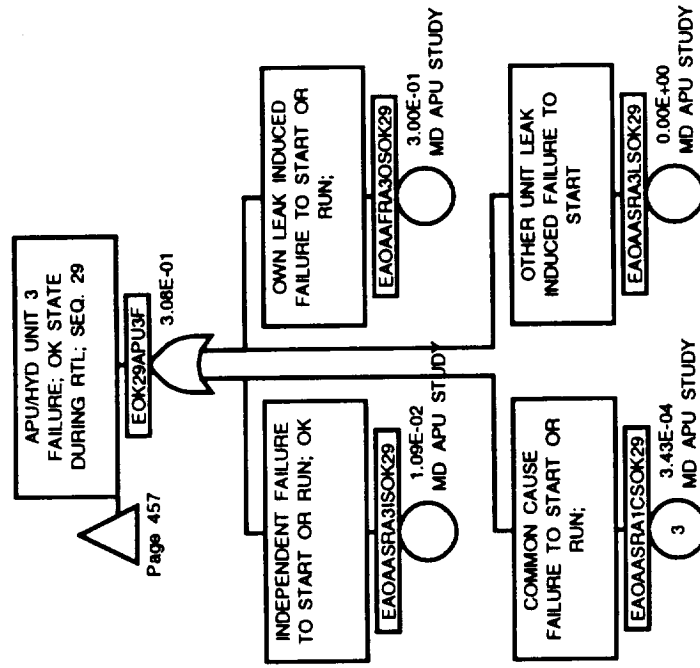 APU/HYD UNIT 3
FAILURE; OK STATE
DURING RTL; SEQ. 29
EOK29APU3F
3.08E-01
Page 457
INDEPENDENT FAILURE
TO START OR RUN; OK
EAOAASRA3ISOK29
1.09E-02
MD APU STUDY
OWN LEAK INDUCED
FAILURE TO START OR
RUN;
EAOAAFRA3OSOK29
3.00E-01
MD APU STUDY
COMMON CAUSE
FAILURE TO START OR
RUN;
EAOAASRA1CSOK29
3
3.43E-04
MD APU STUDY
OTHER UNIT LEAK
INDUCED FAILURE TO
START
EAOAASRA3LSOK29
0.00E+00
MD APU STUDY